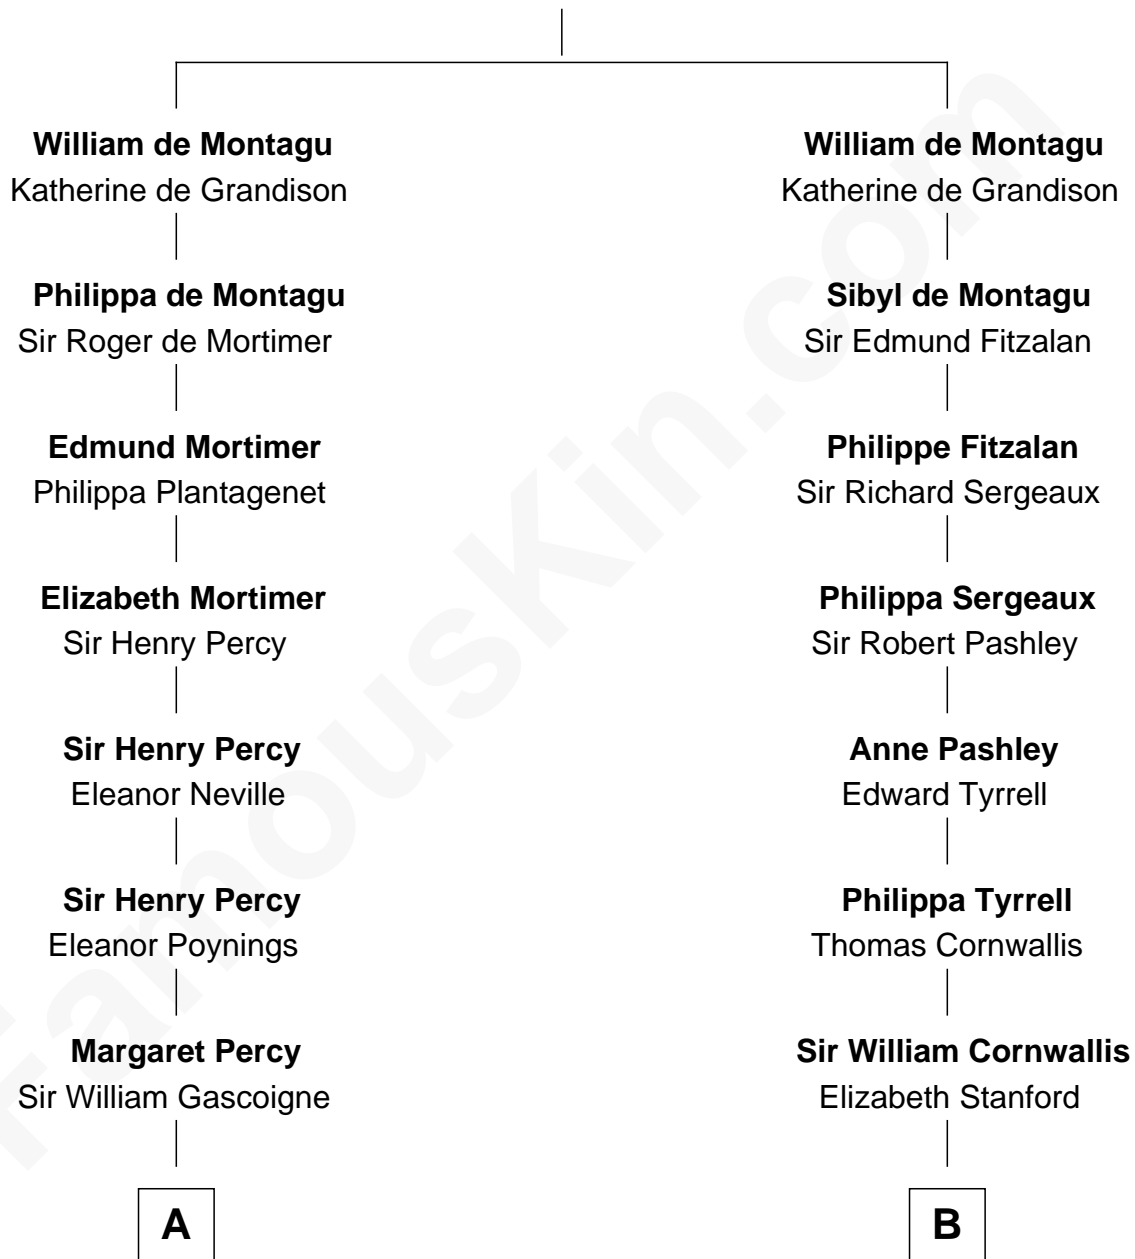 William de Montagu
Katherine de Grandison
Philippa de Montagu
Sir Roger de Mortimer
Edmund Mortimer
Philippa Plantagenet
Elizabeth Mortimer
Sir Henry Percy
Sir Henry Percy
Eleanor Neville
Sir Henry Percy
Eleanor Poynings
Margaret Percy
Sir William Gascoigne
A
William de Montagu
Katherine de Grandison
Sibyl de Montagu
Sir Edmund Fitzalan
Philippe Fitzalan
Sir Richard Sergeaux
Philippa Sergeaux
Sir Robert Pashley
Anne Pashley
Edward Tyrrell
Philippa Tyrrell
Thomas Cornwallis
Sir William Cornwallis
Elizabeth Stanford
B
FamousKin.com